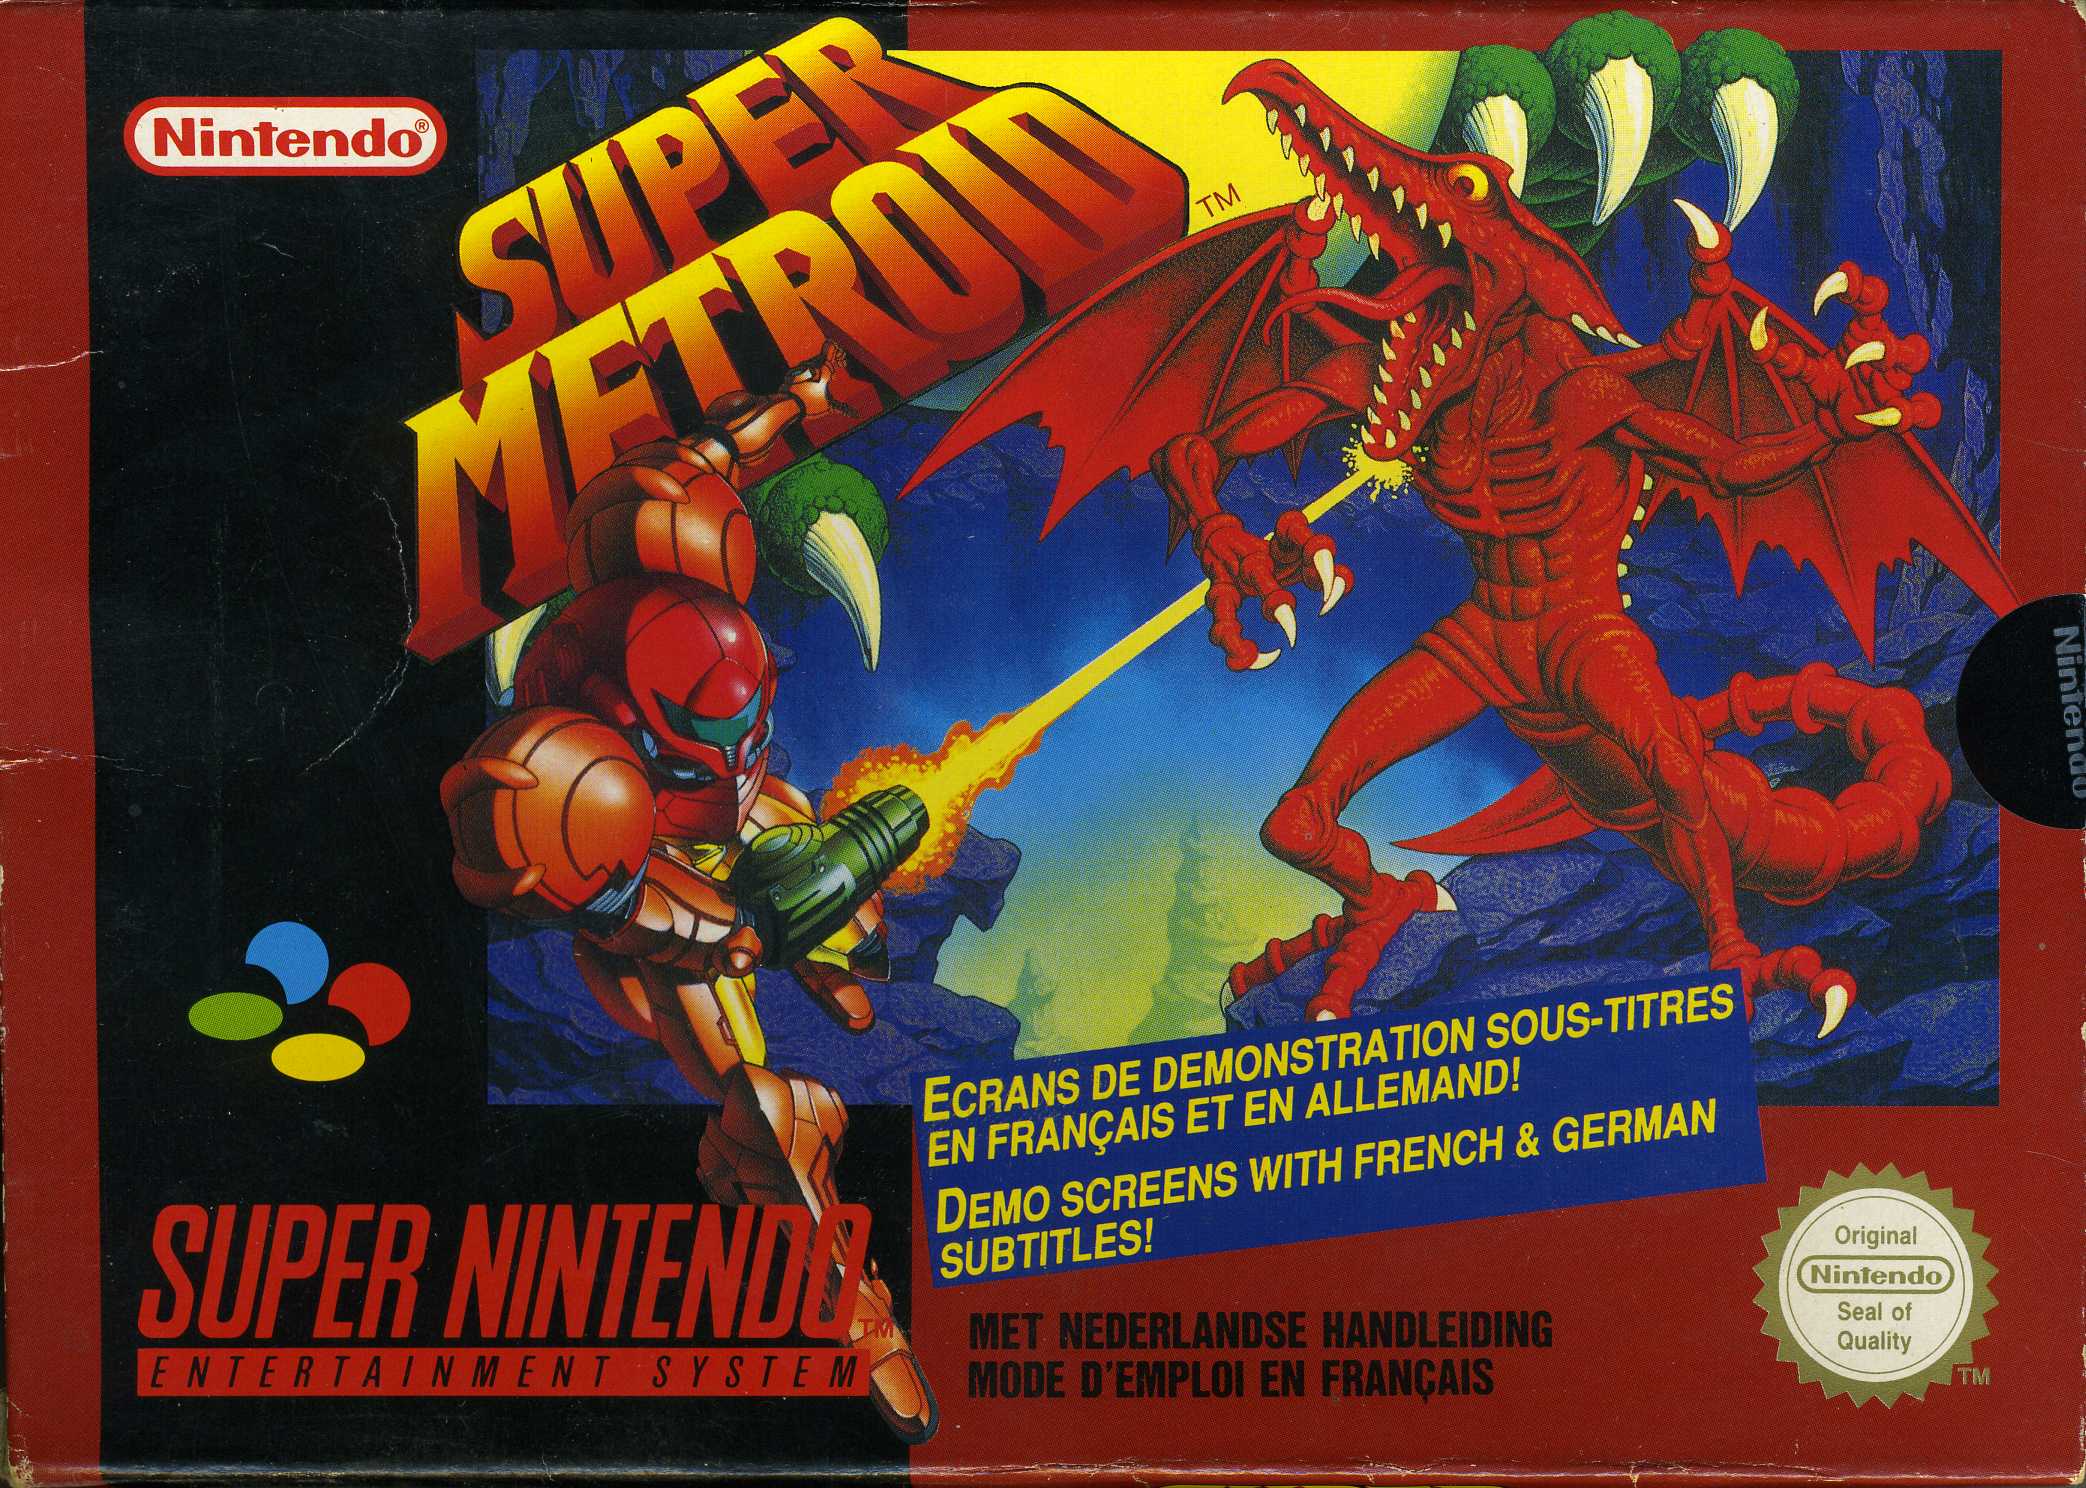 Nintendo®
SUPER
METROID
TM
Nintendo
ECRANS DE DEMONSTRATION SOUS-TITRES
EN FRANÇAIS ET EN ALLEMAND!
DEMO SCREENS WITH FRENCH & GERMAN
SUBTITLES!
SUPER NINTENDO
TM
ENTERTAINMENT SYSTEM
MET NEDERLANDSE HANDLEIDING
MODE D'EMPLOI EN FRANÇAIS
Original
Nintendo
Seal of
Quality
TM